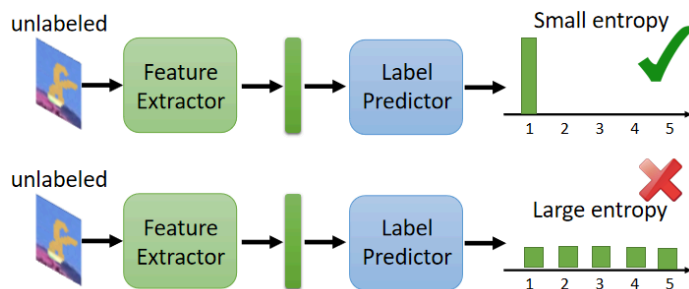 unlabeled
Feature
Extractor
Label
Predictor
Small entropy
1 2 3 4 5
unlabeled
Feature
Extractor
Label
Predictor
Large entropy
1 2 3 4 5